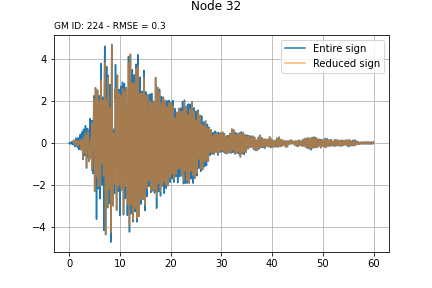 Node 32
GM ID: 224 - RMSE = 0.3
Entire sign
Reduced sign
4
2
0
−2
−4
0 10 20 30 40 50 60